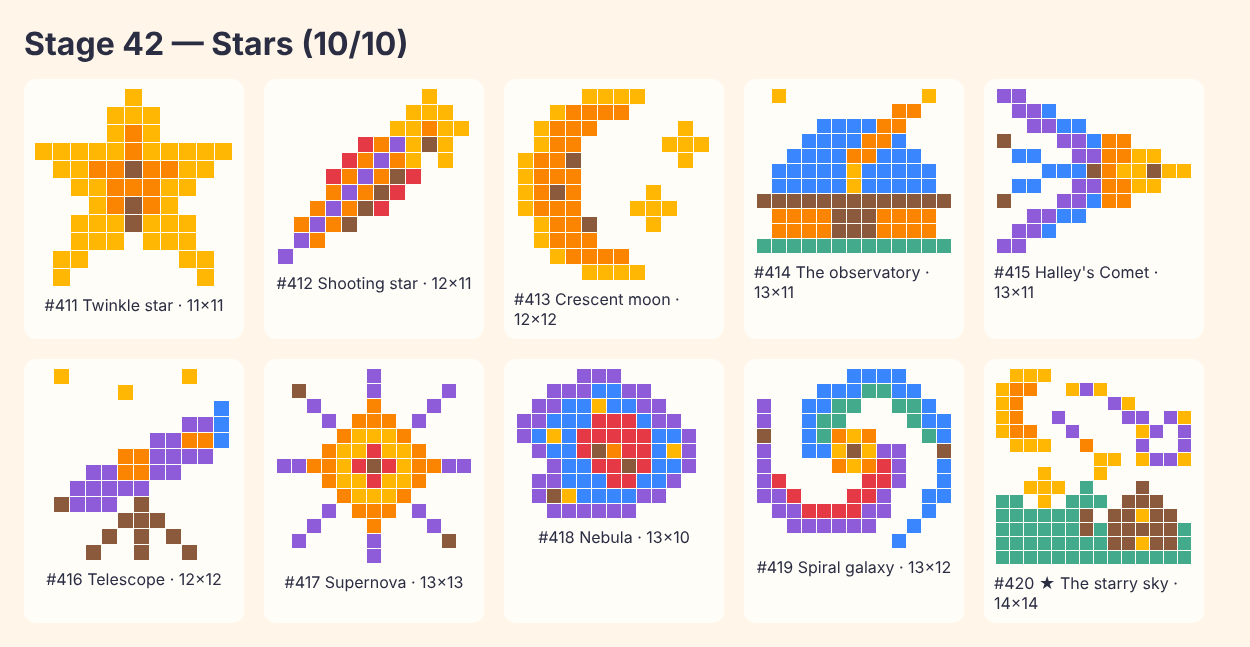 Stage 42 — Stars (10/10)
#411 Twinkle star · 11×11
#412 Shooting star · 12×11
#413 Crescent moon ·
12×12
#414 The observatory ·
13×11
#415 Halley's Comet ·
13×11
#416 Telescope · 12×12
#417 Supernova · 13×13
#418 Nebula · 13×10
#419 Spiral galaxy · 13×12
#420 ★ The starry sky ·
14×14